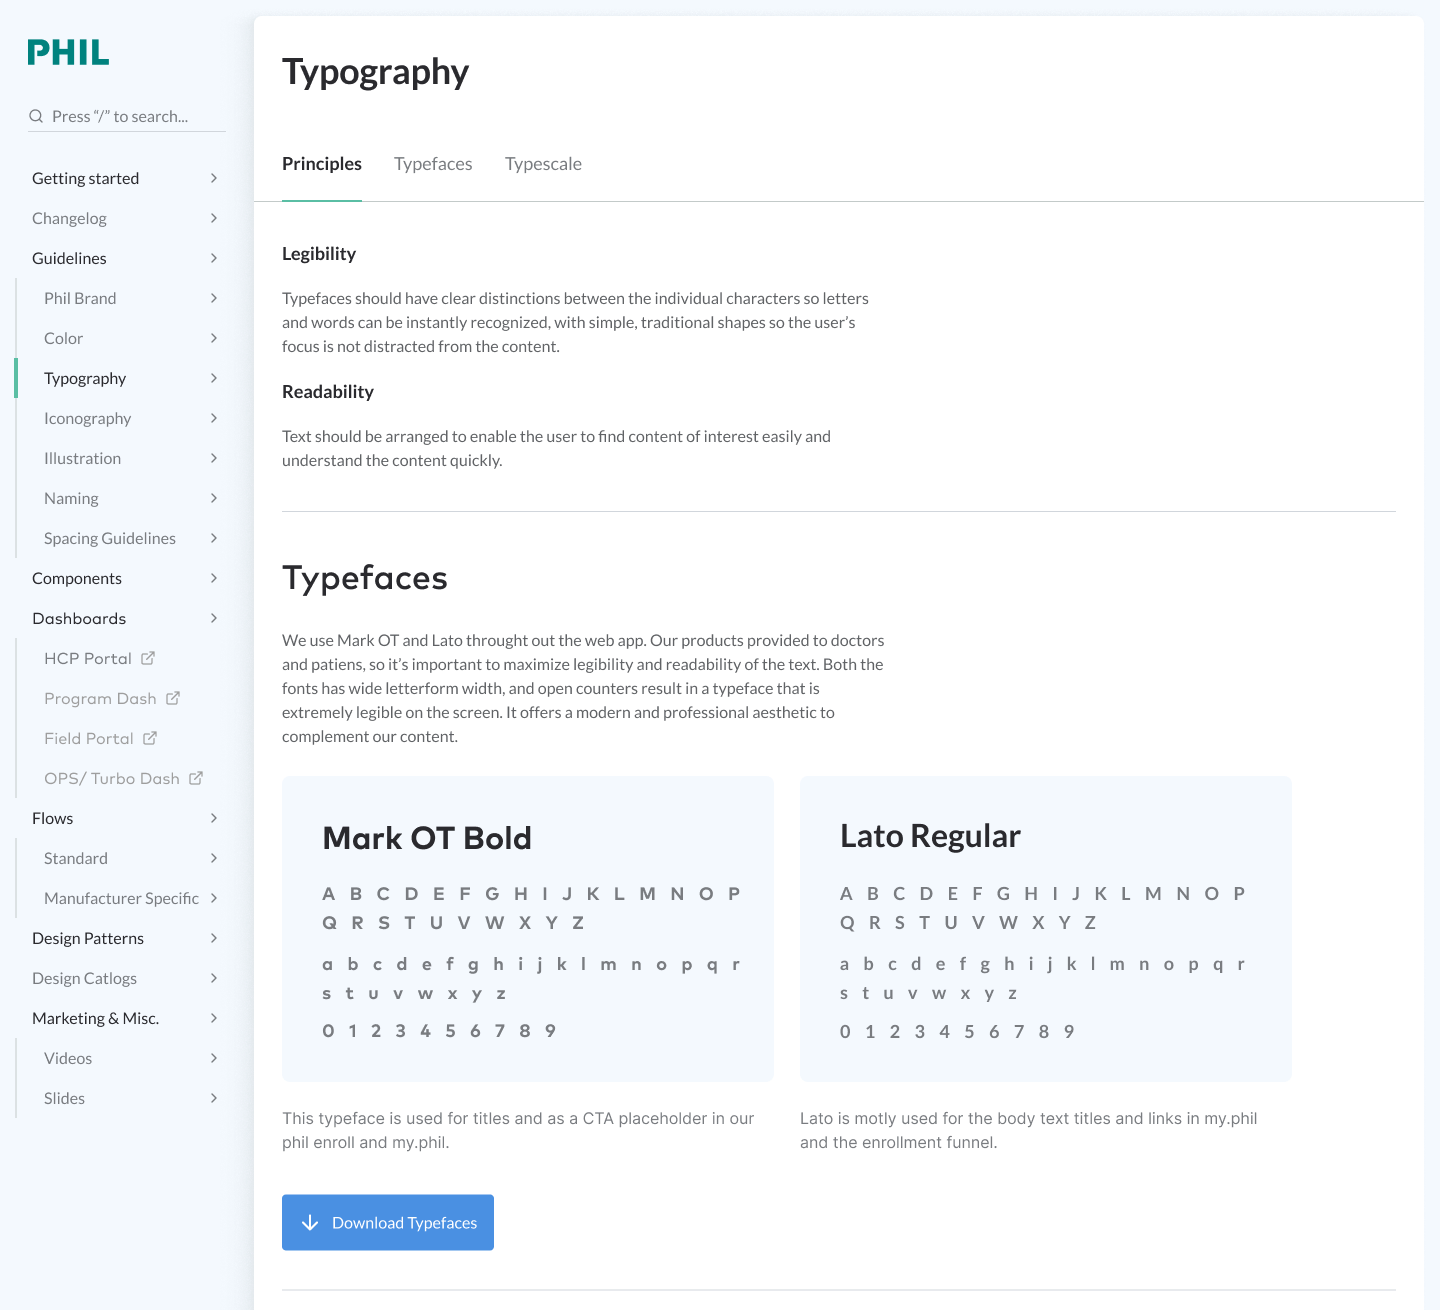 PHIL
Press “/” to search...
Getting started
Changelog
Guidelines
Phil Brand
Color
Typography
Iconography
Illustration
Naming
Spacing Guidelines
Components
Dashboards
HCP Portal
Program Dash
Field Portal
OPS/ Turbo Dash
Flows
Standard
Manufacturer Specific
Design Patterns
Design Catlogs
Marketing & Misc.
Videos
Slides
Typography
Principles Typefaces Typescale
Legibility
Typefaces should have clear distinctions between the individual characters so letters
and words can be instantly recognized, with simple, traditional shapes so the user’s
focus is not distracted from the content.
Readability
Text should be arranged to enable the user to find content of interest easily and
understand the content quickly.
Typefaces
We use Mark OT and Lato throught out the web app. Our products provided to doctors
and patiens, so it’s important to maximize legibility and readability of the text. Both the
fonts has wide letterform width, and open counters result in a typeface that is
extremely legible on the screen. It offers a modern and professional aesthetic to
complement our content.
Mark OT Bold
A B C D E F G H I J K L M N O P
Q R S T U V W X Y Z
a b c d e f g h i j k l m n o p q r
s t u v w x y z
0 1 2 3 4 5 6 7 8 9
This typeface is used for titles and as a CTA placeholder in our
phil enroll and my.phil.
Lato Regular
A B C D E F G H I J K L M N O P
Q R S T U V W X Y Z
a b c d e f g h i j k l m n o p q r
s t u v w x y z
0 1 2 3 4 5 6 7 8 9
Lato is motly used for the body text titles and links in my.phil
and the enrollment funnel.
Download Typefaces